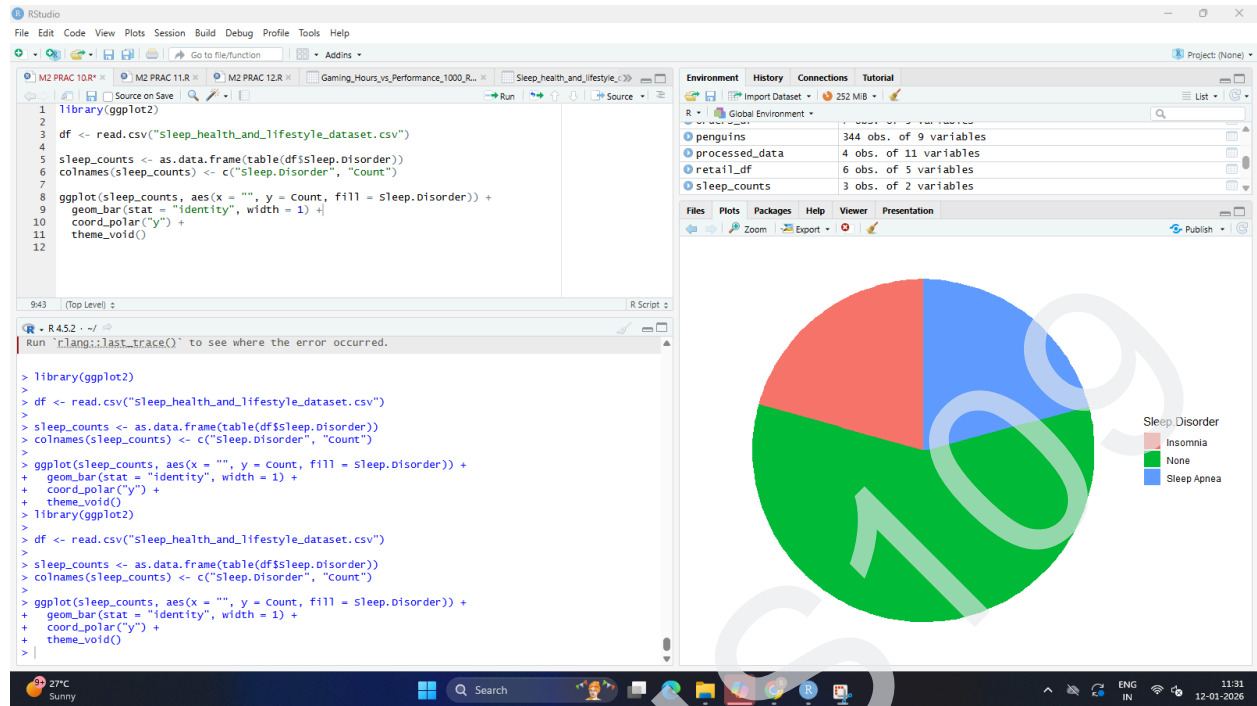 RStudio
File Edit Code View Plots Session Build Debug Profile Tools Help
Go to file/function
Addins
Project: (None)
M2 PRAC 10.R*
M2 PRAC 11.R
M2 PRAC 12.R
Gaming_Hours_vs_Performance_1000_R...
Sleep_health_and_lifestyle_
Source on Save
Run
Source
1 library(ggplot2)
2
3 df <- read.csv("Sleep_health_and_lifestyle_dataset.csv")
4
5 sleep_counts <- as.data.frame(table(df$Sleep.Disorder))
6 colnames(sleep_counts) <- c("Sleep.Disorder", "Count")
7
8 ggplot(sleep_counts, aes(x = "", y = Count, fill = Sleep.Disorder)) +
9 geom_bar(stat = "identity", width = 1) +
10 coord_polar("y") +
11 theme_void()
12
9:43 (Top Level) R Script
R 4.5.2 · ~/
Run `rlang::last_trace()` to see where the error occurred.
> library(ggplot2)
>
> df <- read.csv("Sleep_health_and_lifestyle_dataset.csv")
>
> sleep_counts <- as.data.frame(table(df$Sleep.Disorder))
> colnames(sleep_counts) <- c("Sleep.Disorder", "Count")
>
> ggplot(sleep_counts, aes(x = "", y = Count, fill = Sleep.Disorder)) +
+ geom_bar(stat = "identity", width = 1) +
+ coord_polar("y") +
+ theme_void()
> library(ggplot2)
>
> df <- read.csv("Sleep_health_and_lifestyle_dataset.csv")
>
> sleep_counts <- as.data.frame(table(df$Sleep.Disorder))
> colnames(sleep_counts) <- c("Sleep.Disorder", "Count")
>
> ggplot(sleep_counts, aes(x = "", y = Count, fill = Sleep.Disorder)) +
+ geom_bar(stat = "identity", width = 1) +
+ coord_polar("y") +
+ theme_void()
>
Environment History Connections Tutorial
Import Dataset 252 MiB List
R Global Environment
penguins 344 obs. of 9 variables
processed_data 4 obs. of 11 variables
retail_df 6 obs. of 5 variables
sleep_counts 3 obs. of 2 variables
Files Plots Packages Help Viewer Presentation
Zoom Export Publish
Sleep.Disorder
Insomnia
None
Sleep Apnea
9+
27°C
Sunny
Search
ENG
IN
11:31
12-01-2026